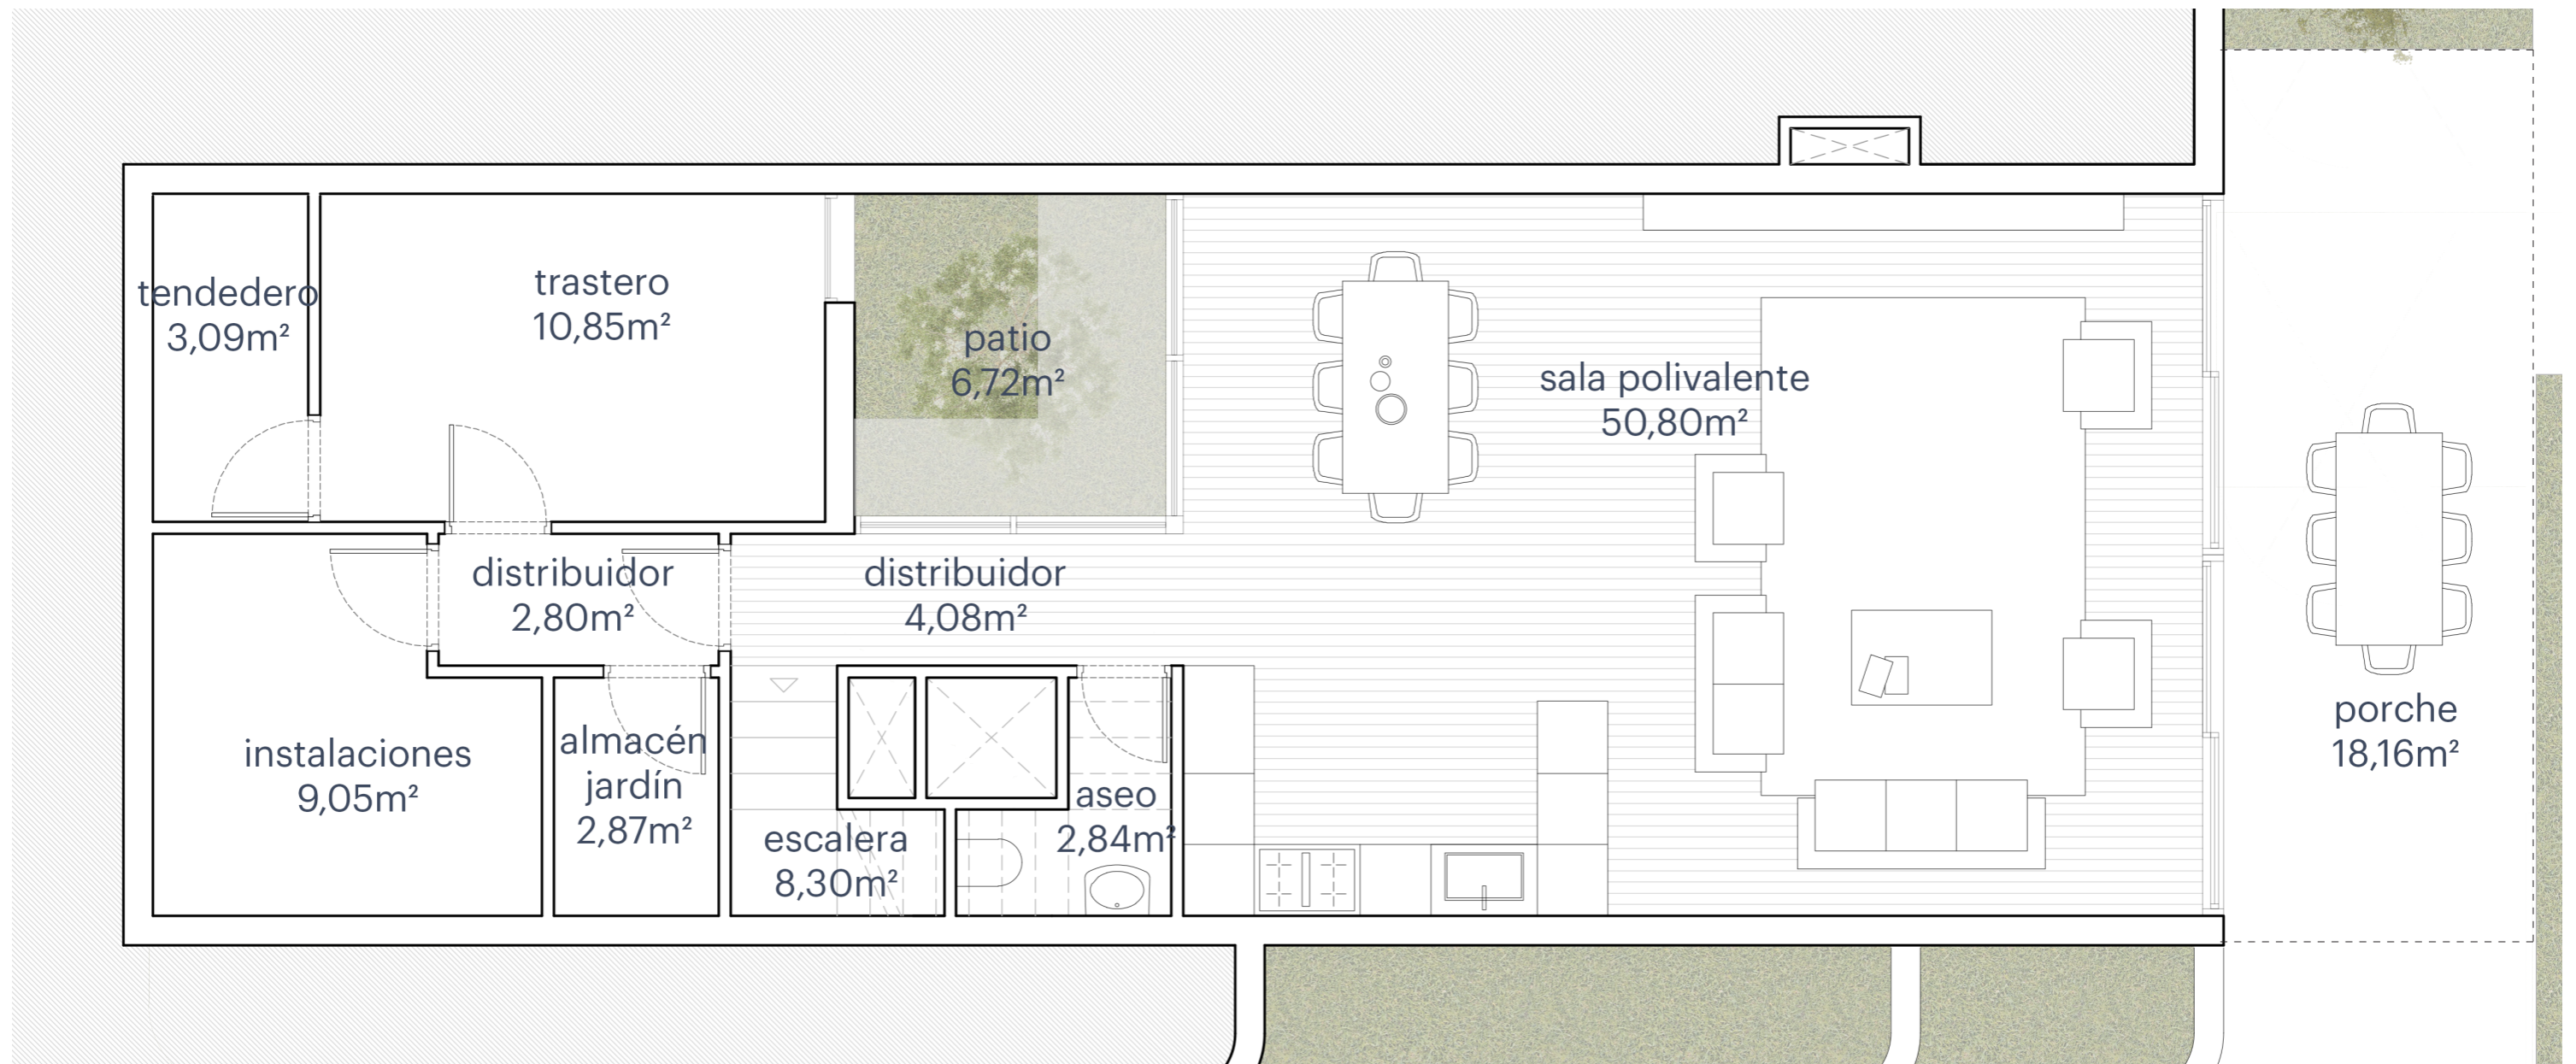 tendedero
3,09m²
trastero
10,85m²
patio
6,72m²
sala polivalente
50,80m²
distribuidor
2,80m²
distribuidor
4,08m²
instalaciones
9,05m²
almacén
jardín
2,87m²
escalera
8,30m²
aseo
2,84m²
porche
18,16m²